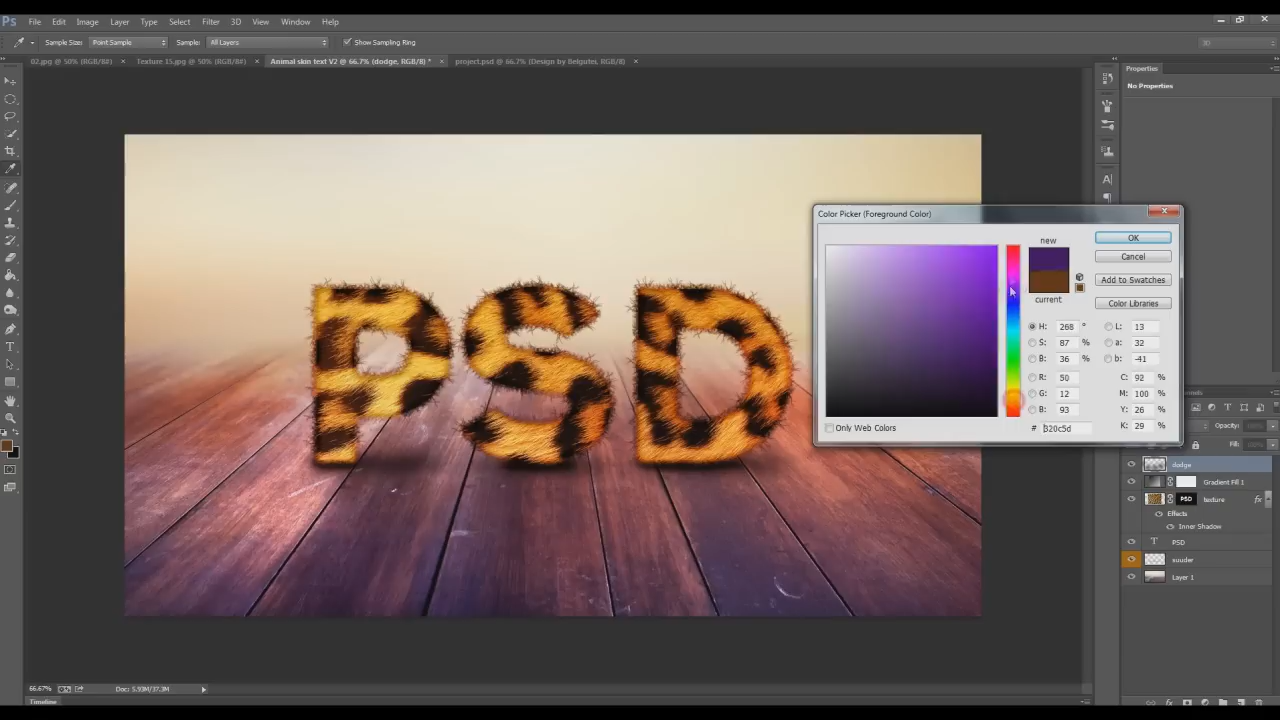 Ps File Edit Image Layer Type Select Filter 3D View Window Help
Sample Size: Point Sample Sample: All Layers Show Sampling Ring 3D
02.jpg @ 50% (RGB/8#) × Texture 15.jpg @ 50% (RGB/8#) × Animal skin text V2 @ 66.7% (dodge, RGB/8) * × project.psd @ 66.7% (Design by Belgutei, RGB/8) ×
Properties
No Properties
PSD
Color Picker (Foreground Color)
new
current
OK
Cancel
Add to Swatches
Color Libraries
H: 268 ° L: 13
S: 87 % a: 32
B: 36 % b: -41
R: 50 C: 92 %
G: 12 M: 100 %
B: 93 Y: 26 %
# 320c5d K: 29 %
Only Web Colors
Fill: 100%
dodge
Gradient Fill 1
PSD texture fx
Effects
Inner Shadow
T PSD
suuder
Layer 1
66.67% Doc: 5.93M/37.3M
Timeline